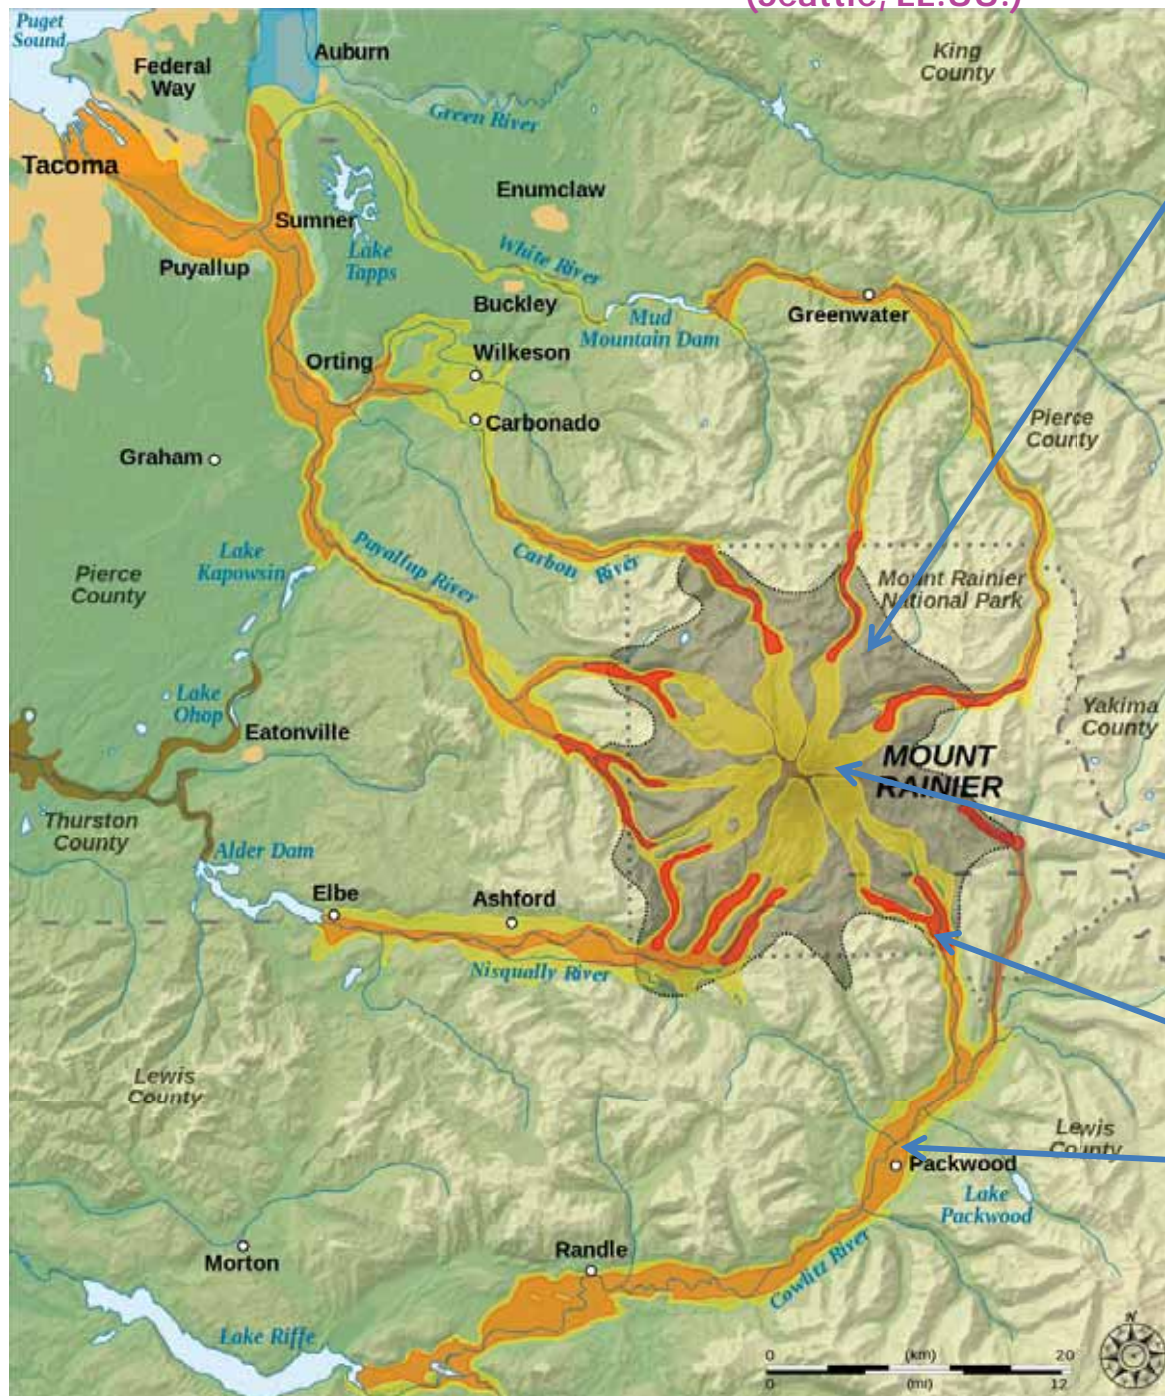 (Seattle, EE.UU.)
Puget
Sound
Auburn
Federal
Way
King
County
Green River
Tacoma
Enumclaw
Sumner
Lake
Tapps
White River
Puyallup
Buckley
Mud
Mountain Dam
Greenwater
Orting
Wilkeson
Carbonado
Pierce
County
Graham
Lake
Kapowsin
Puyallup River
Carbon River
Pierce
County
Mount Rainier
National Park
Lake
Ohop
Eatonville
Yakima
County
MOUNT
RAINIER
Thurston
County
Alder Dam
Elbe
Ashford
Nisqually River
Lewis
County
Lewis
County
Packwood
Lake
Packwood
Morton
Randle
Cowlitz River
Lake Riffe
N
0 (km) 20
0 (mi) 12